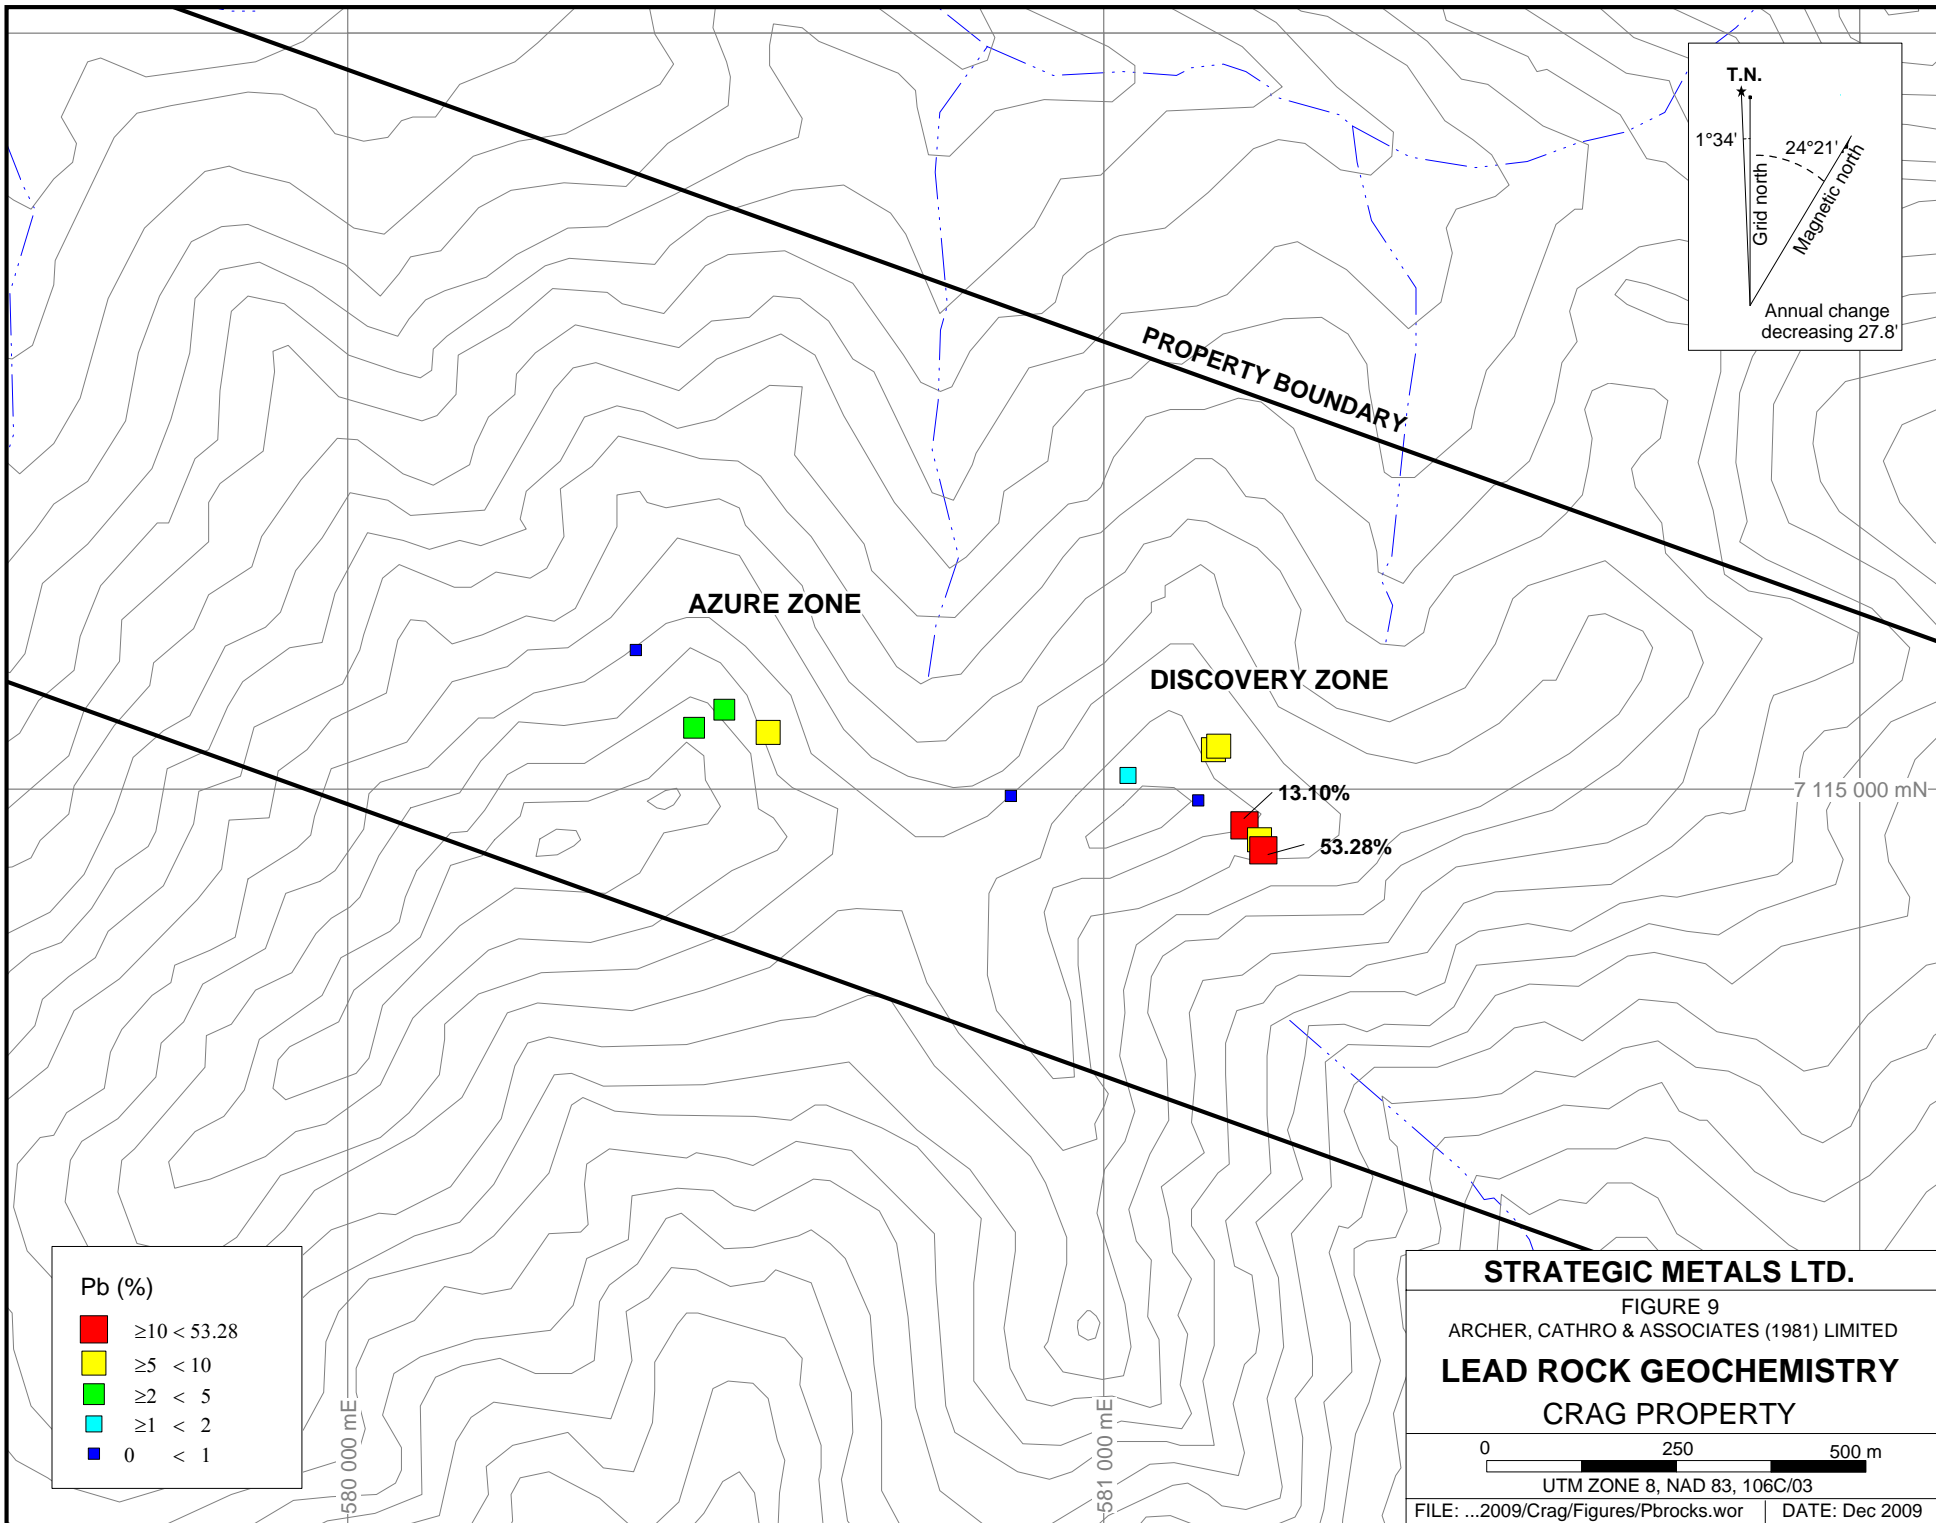 T.N.
1°34'
24°21'
Grid north
Magnetic north
Annual change
decreasing 27.8'
PROPERTY BOUNDARY
AZURE ZONE
DISCOVERY ZONE
13.10%
7 115 000 mN
53.28%
580 000 mE
581 000 mE
Pb (%)
≥10 < 53.28
≥5 < 10
≥2 < 5
≥1 < 2
0 < 1
STRATEGIC METALS LTD.
FIGURE 9
ARCHER, CATHRO & ASSOCIATES (1981) LIMITED
LEAD ROCK GEOCHEMISTRY
CRAG PROPERTY
0 250 500 m
UTM ZONE 8, NAD 83, 106C/03
FILE: ...2009/Crag/Figures/Pbrocks.wor DATE: Dec 2009